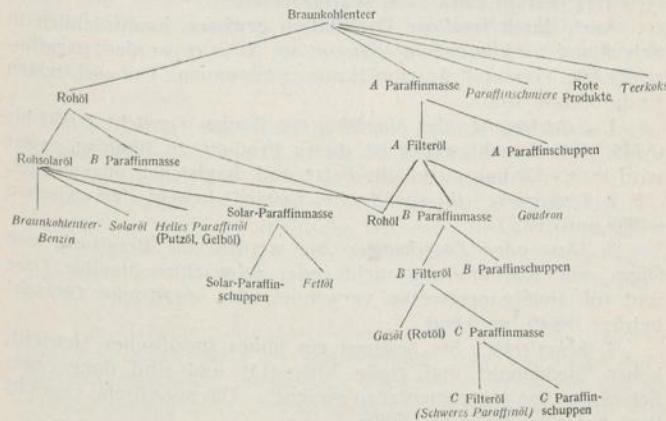 Braunkohlenteer
Rohöl
A Paraffinmasse
Paraffinschmiere
Rote
Produkte
Teerkoks
Rohsolaröl
B Paraffinmasse
A Filteröl
A Paraffinschuppen
Braunkohlenteer-
Benzin
Solaröl
Helles Paraffinöl
(Putzöl, Gelböl)
Solar-Paraffinmasse
Rohöl
B Paraffinmasse
Goudron
Solar-Paraffin-
schuppen
Fettöl
B Filteröl
B Paraffinschuppen
Gasöl (Rotöl)
C Paraffinmasse
C Filteröl
(Schweres Paraffinöl)
C Paraffin-
schuppen